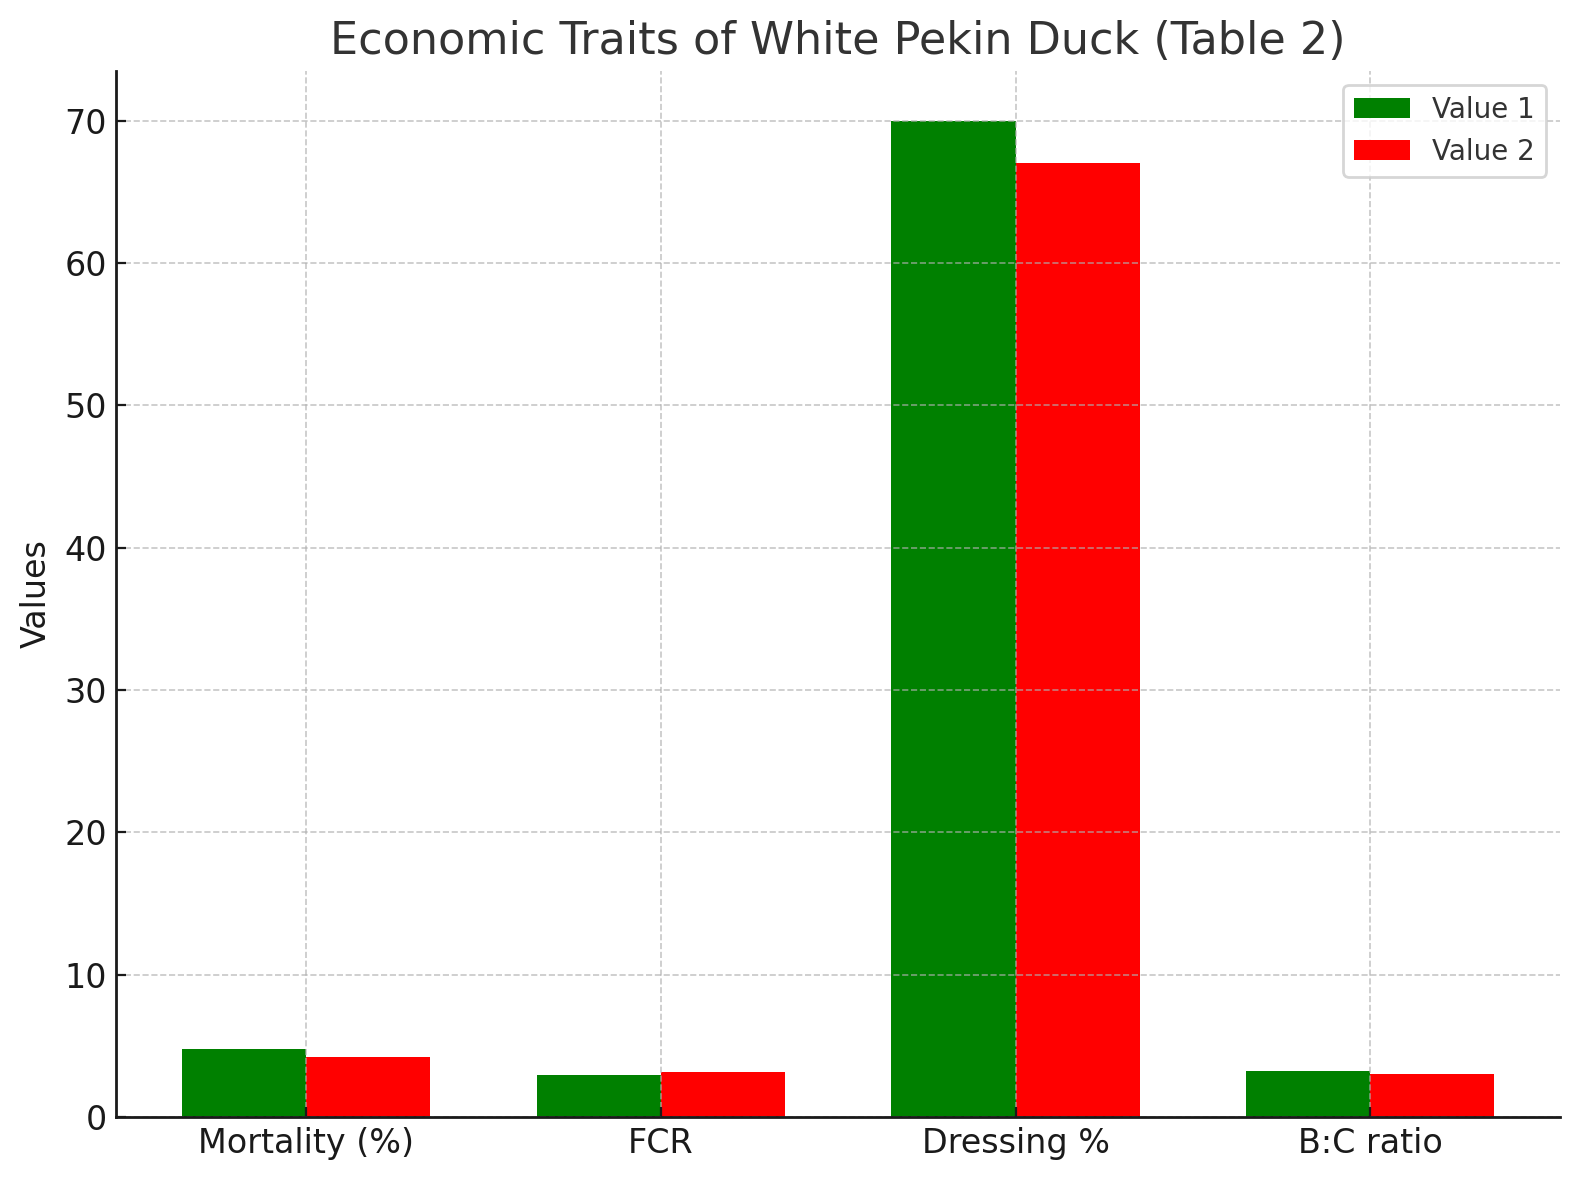 Economic Traits of White Pekin Duck (Table 2)
Value 1
Value 2
Values
70
60
50
40
30
20
10
0
Mortality (%)
FCR
Dressing %
B:C ratio